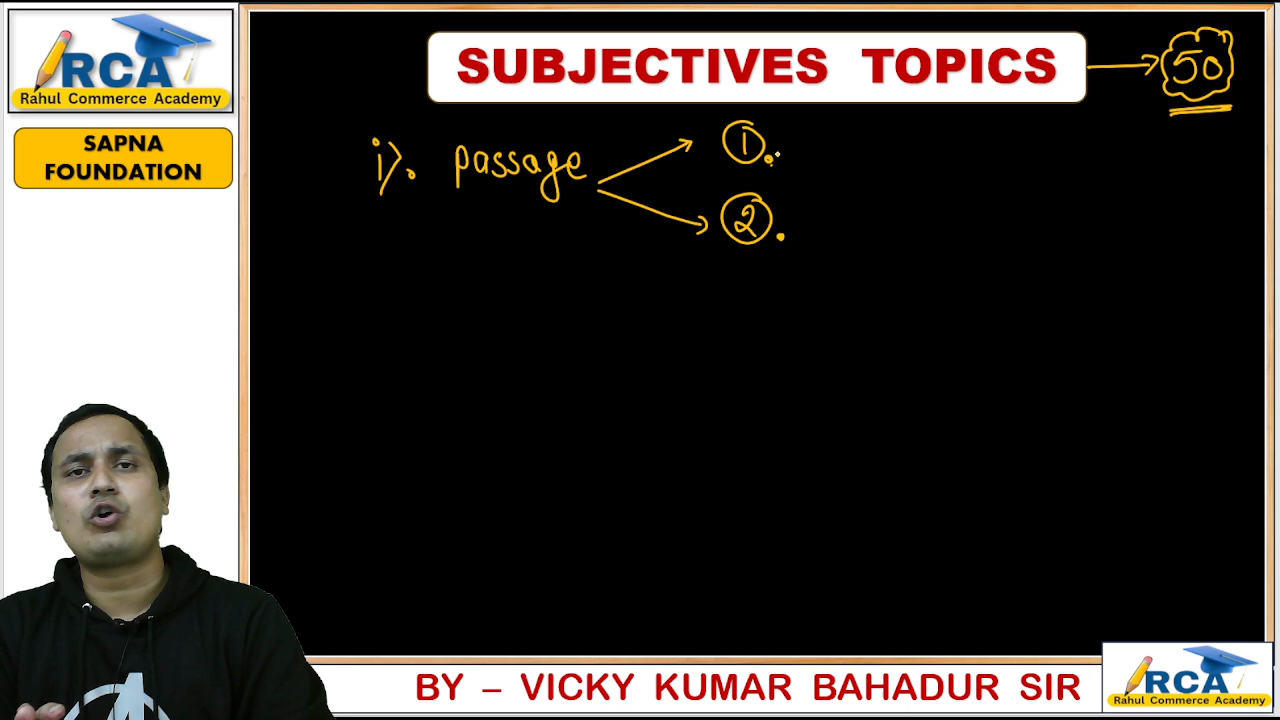 RCA
Rahul Commerce Academy
SAPNA
FOUNDATION
SUBJECTIVES TOPICS
50
i). passage
1.
2.
BY – VICKY KUMAR BAHADUR SIR
RCA
Rahul Commerce Academy